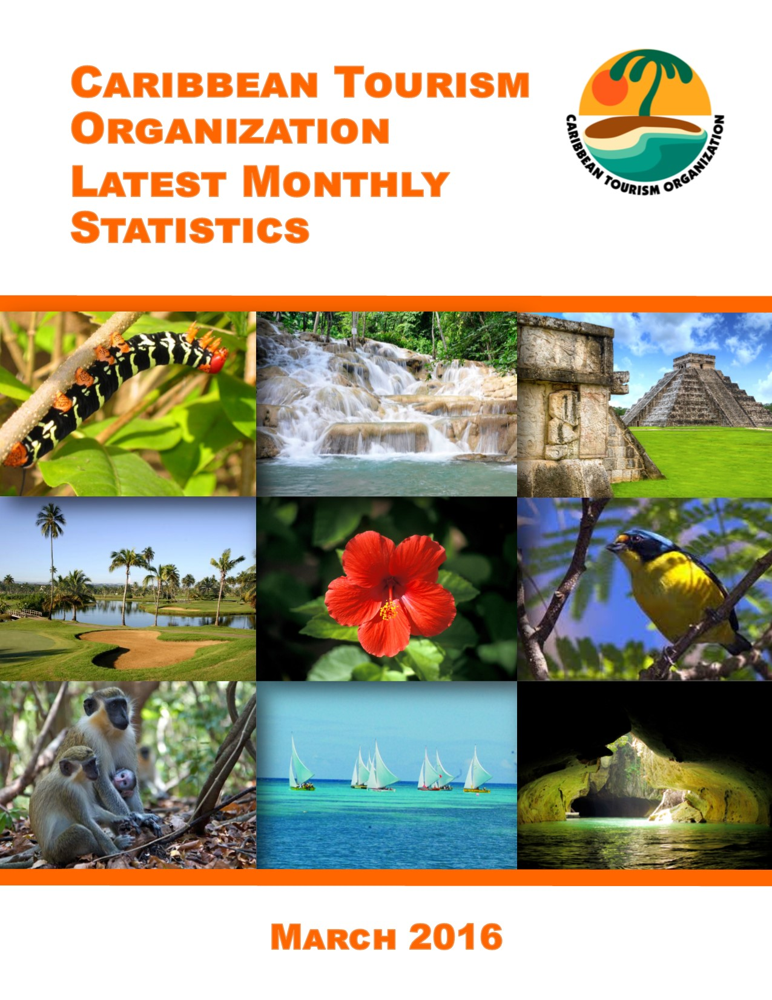 CARIBBEAN TOURISM
ORGANIZATION
LATEST MONTHLY
STATISTICS
CARIBBEAN TOURISM ORGANIZATION
MARCH 2016